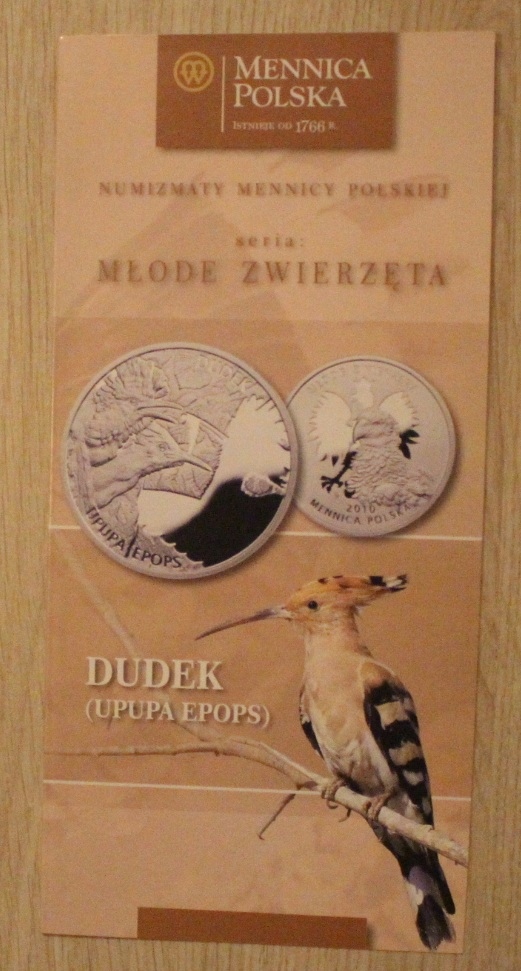 MENNICA
POLSKA
ISTNIEJE OD 1766 R.
NUMIZMATY MENNICY POLSKIEJ
seria:
MŁODE ZWIERZĘTA
DUDEK
UPUPA EPOPS
2010
MENNICA POLSKA
DUDEK
(UPUPA EPOPS)